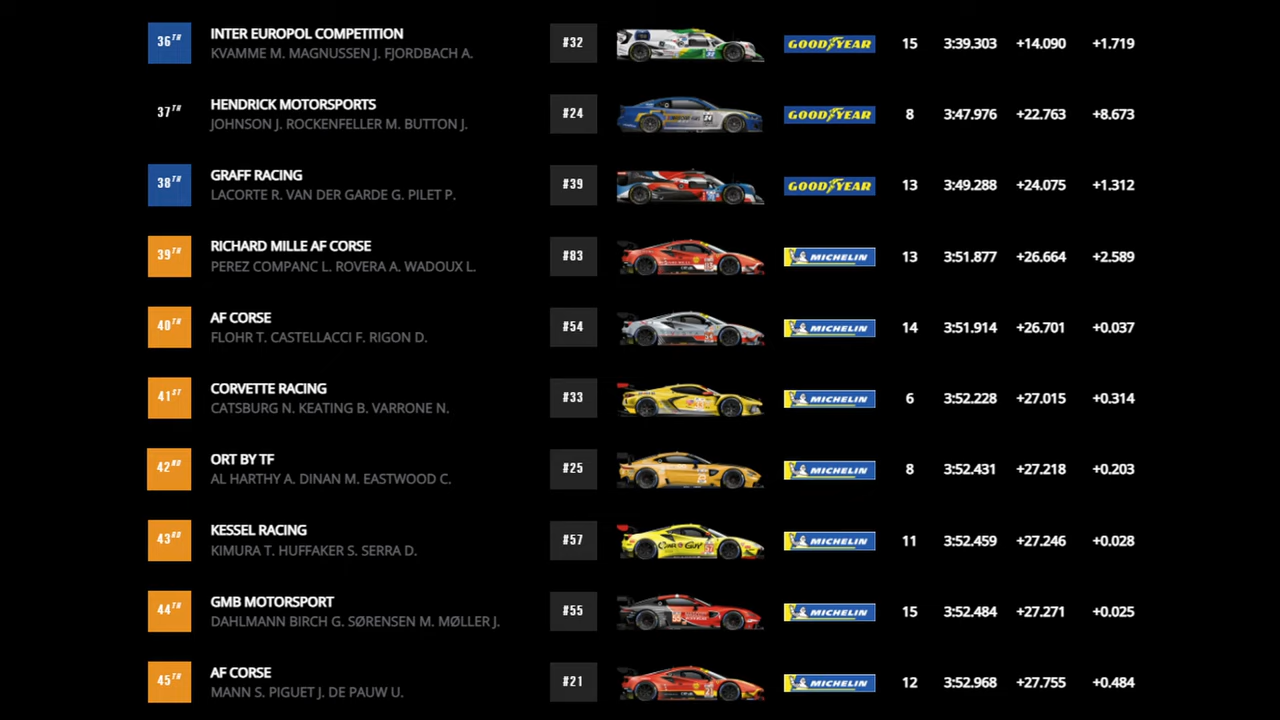 36TH INTER EUROPOL COMPETITION #32 GOODYEAR 15 3:39.303 +14.090 +1.719
KVAMME M. MAGNUSSEN J. FJORDBACH A.
37TH HENDRICK MOTORSPORTS #24 GOODYEAR 8 3:47.976 +22.763 +8.673
JOHNSON J. ROCKENFELLER M. BUTTON J.
38TH GRAFF RACING #39 GOODYEAR 13 3:49.288 +24.075 +1.312
LACORTE R. VAN DER GARDE G. PILET P.
39TH RICHARD MILLE AF CORSE #83 MICHELIN 13 3:51.877 +26.664 +2.589
PEREZ COMPANC L. ROVERA A. WADOUX L.
40TH AF CORSE #54 MICHELIN 14 3:51.914 +26.701 +0.037
FLOHR T. CASTELLACCI F. RIGON D.
41ST CORVETTE RACING #33 MICHELIN 6 3:52.228 +27.015 +0.314
CATSBURG N. KEATING B. VARRONE N.
42ND ORT BY TF #25 MICHELIN 8 3:52.431 +27.218 +0.203
AL HARTHY A. DINAN M. EASTWOOD C.
43RD KESSEL RACING #57 MICHELIN 11 3:52.459 +27.246 +0.028
KIMURA T. HUFFAKER S. SERRA D.
44TH GMB MOTORSPORT #55 MICHELIN 15 3:52.484 +27.271 +0.025
DAHLMANN BIRCH G. SØRENSEN M. MØLLER J.
45TH AF CORSE #21 MICHELIN 12 3:52.968 +27.755 +0.484
MANN S. PIGUET J. DE PAUW U.